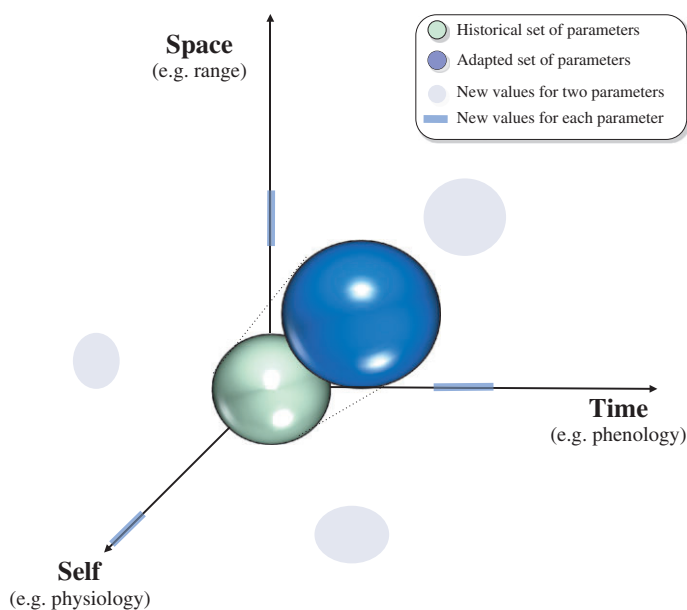 Space
(e.g. range)
Historical set of parameters
Adapted set of parameters
New values for two parameters
New values for each parameter
Time
(e.g. phenology)
Self
(e.g. physiology)